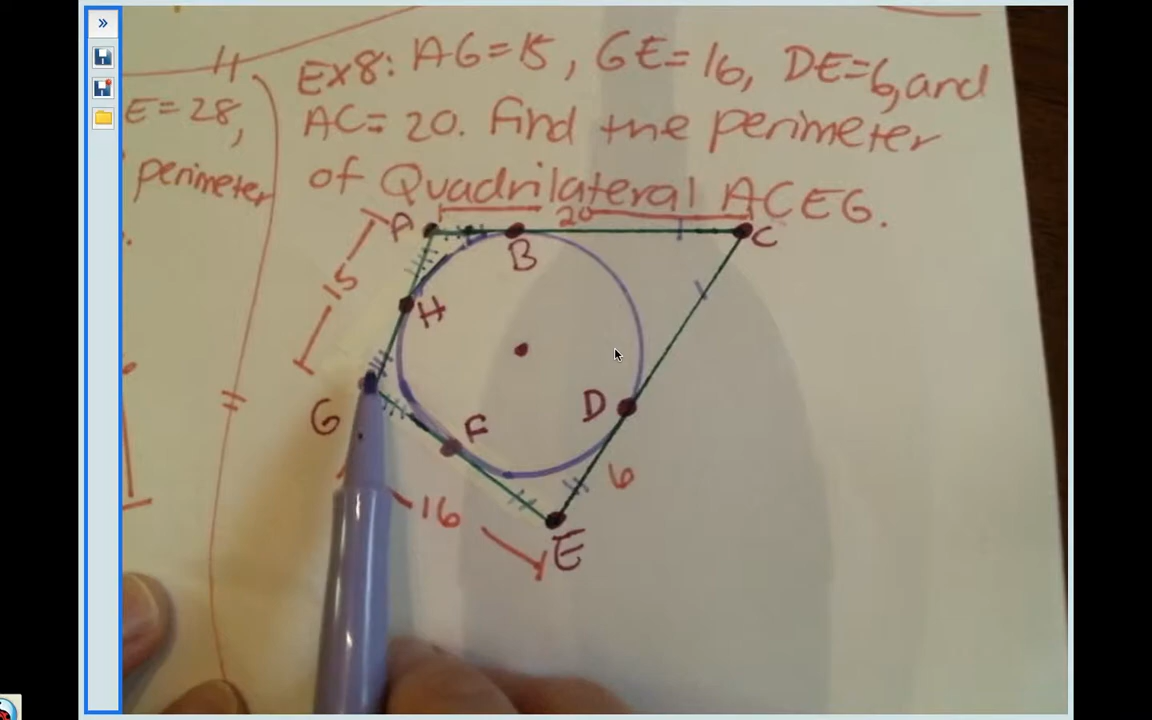 »
E=28,
perimeter
Ex8: AG=15, GE=16, DE=6, and
AC=20. Find the perimeter
of Quadrilateral ACEG.
20
A
B
C
15
H
G
F
D
6
16
E